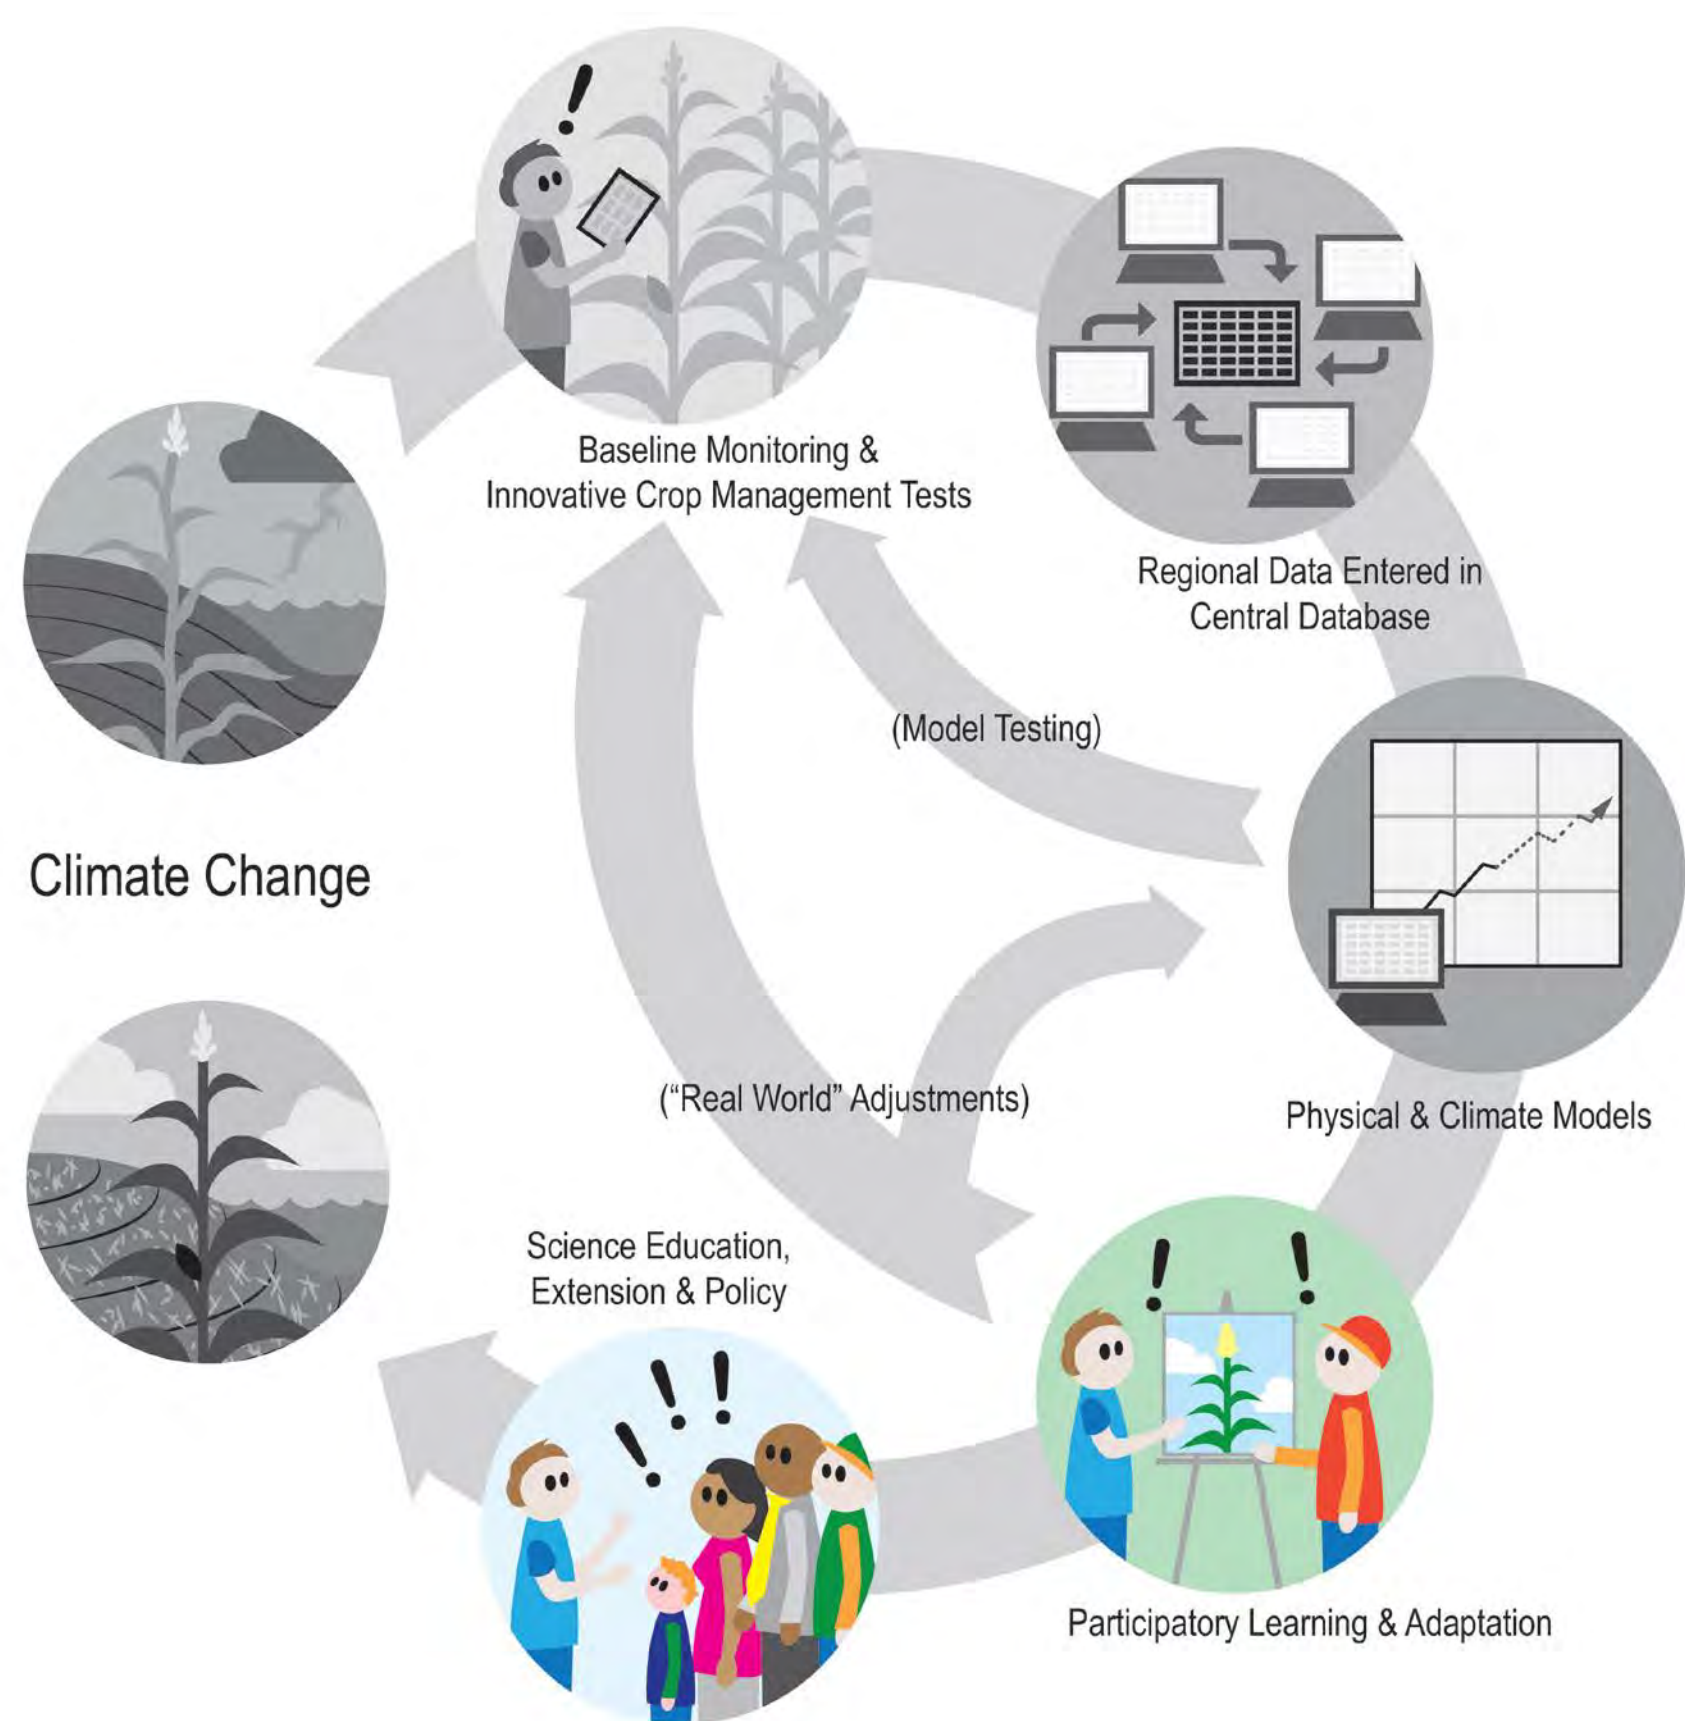 Baseline Monitoring &
Innovative Crop Management Tests
Regional Data Entered in
Central Database
(Model Testing)
Climate Change
(“Real World” Adjustments)
Physical & Climate Models
Science Education,
Extension & Policy
Participatory Learning & Adaptation